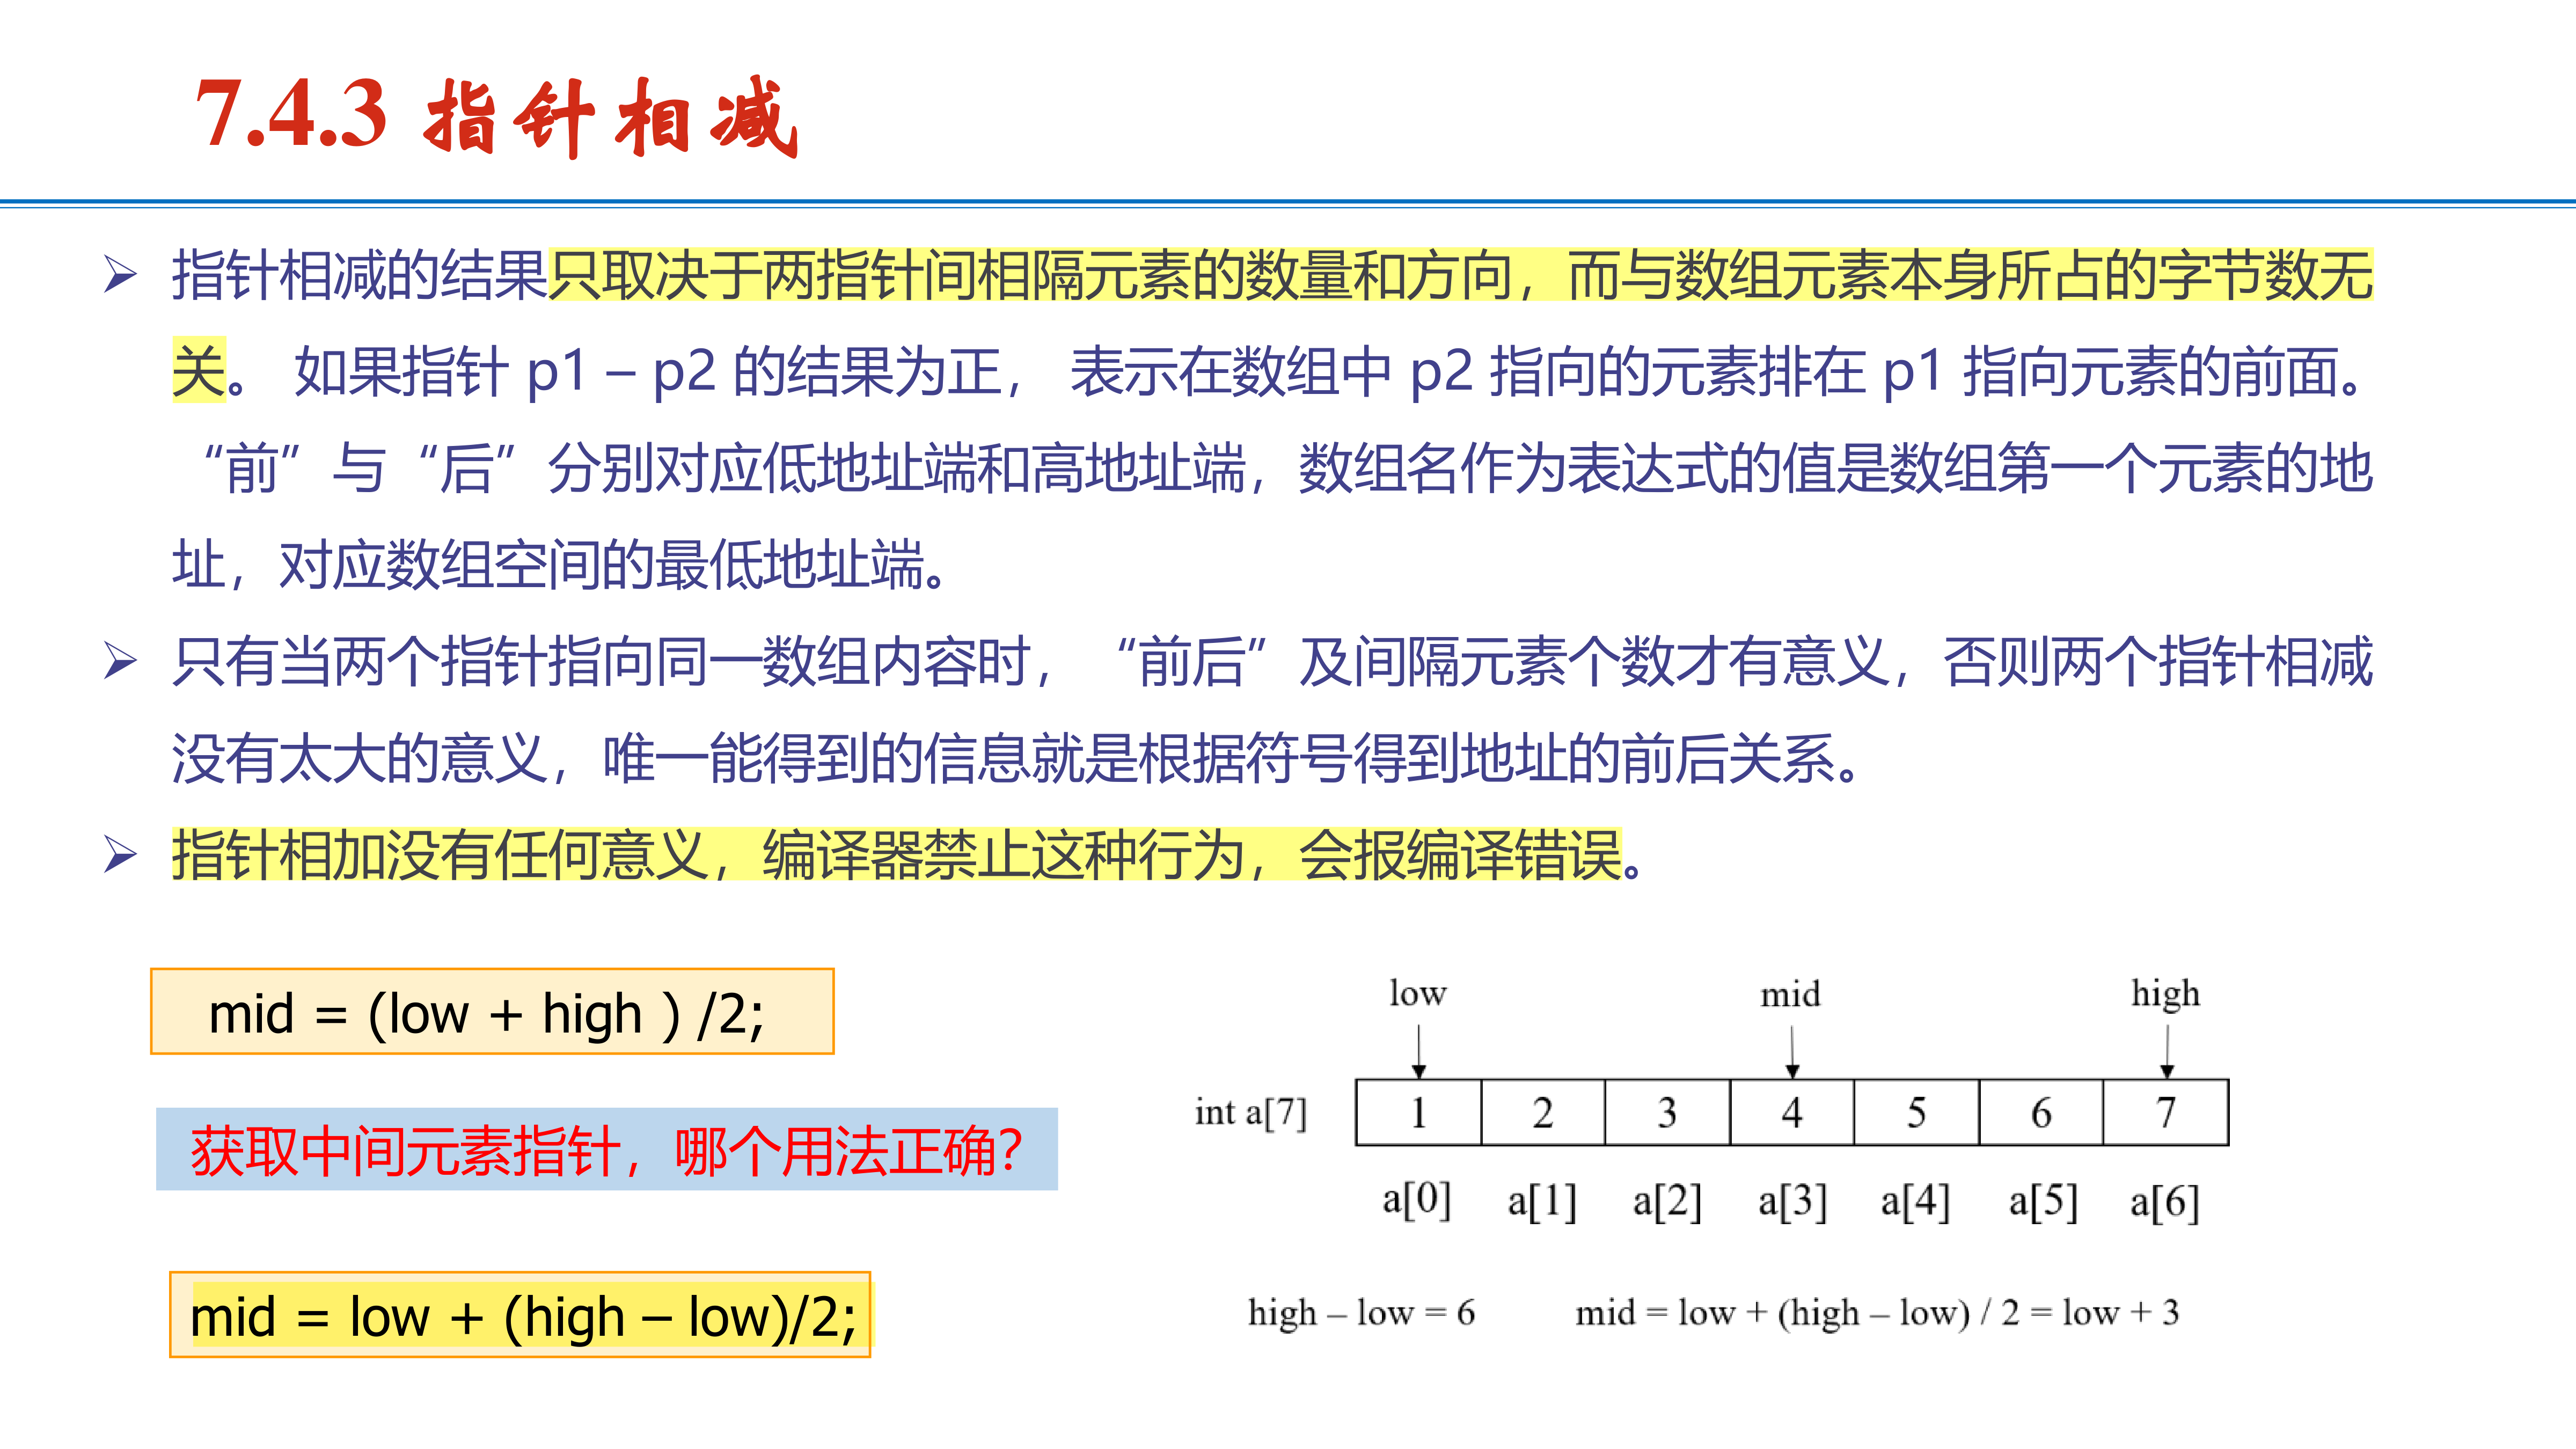 7.4.3 指针相减
➢ 指针相减的结果只取决于两指针间相隔元素的数量和方向，而与数组元素本身所占的字节数无
关。 如果指针 p1 – p2 的结果为正， 表示在数组中 p2 指向的元素排在 p1 指向元素的前面。
“前”与“后”分别对应低地址端和高地址端，数组名作为表达式的值是数组第一个元素的地
址，对应数组空间的最低地址端。
➢ 只有当两个指针指向同一数组内容时，“前后”及间隔元素个数才有意义，否则两个指针相减
没有太大的意义，唯一能得到的信息就是根据符号得到地址的前后关系。
➢ 指针相加没有任何意义，编译器禁止这种行为，会报编译错误。
mid = (low + high ) /2;
获取中间元素指针，哪个用法正确？
mid = low + (high – low)/2;
low mid high
int a[7] 1 2 3 4 5 6 7
a[0] a[1] a[2] a[3] a[4] a[5] a[6]
high – low = 6 mid = low + (high – low) / 2 = low + 3